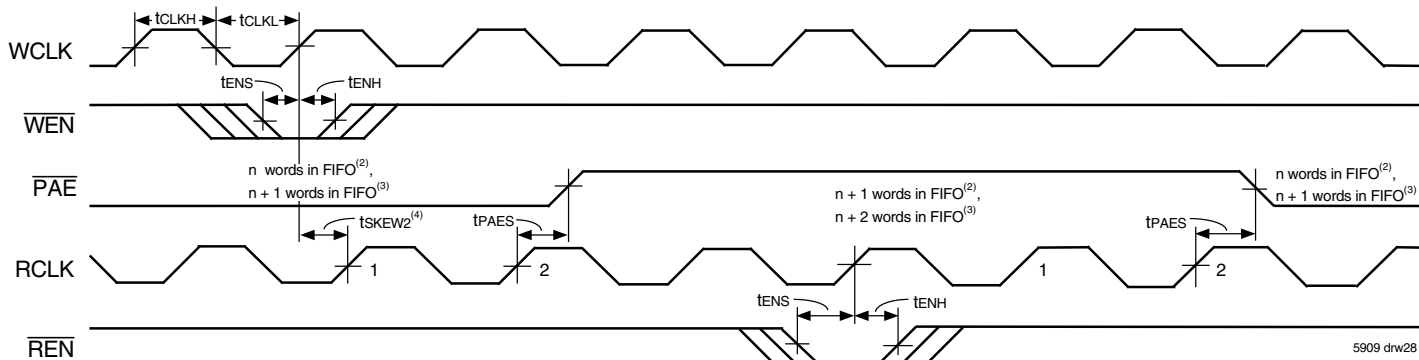 tCLKH
tCLKL
WCLK
tENS
tENH
WEN
n words in FIFO(2),
n + 1 words in FIFO(3)
PAE
n + 1 words in FIFO(2),
n + 2 words in FIFO(3)
n words in FIFO(2),
n + 1 words in FIFO(3)
tSKEW2(4)
tPAES
tPAES
RCLK
1
2
1
2
tENS
tENH
REN
5909 drw28